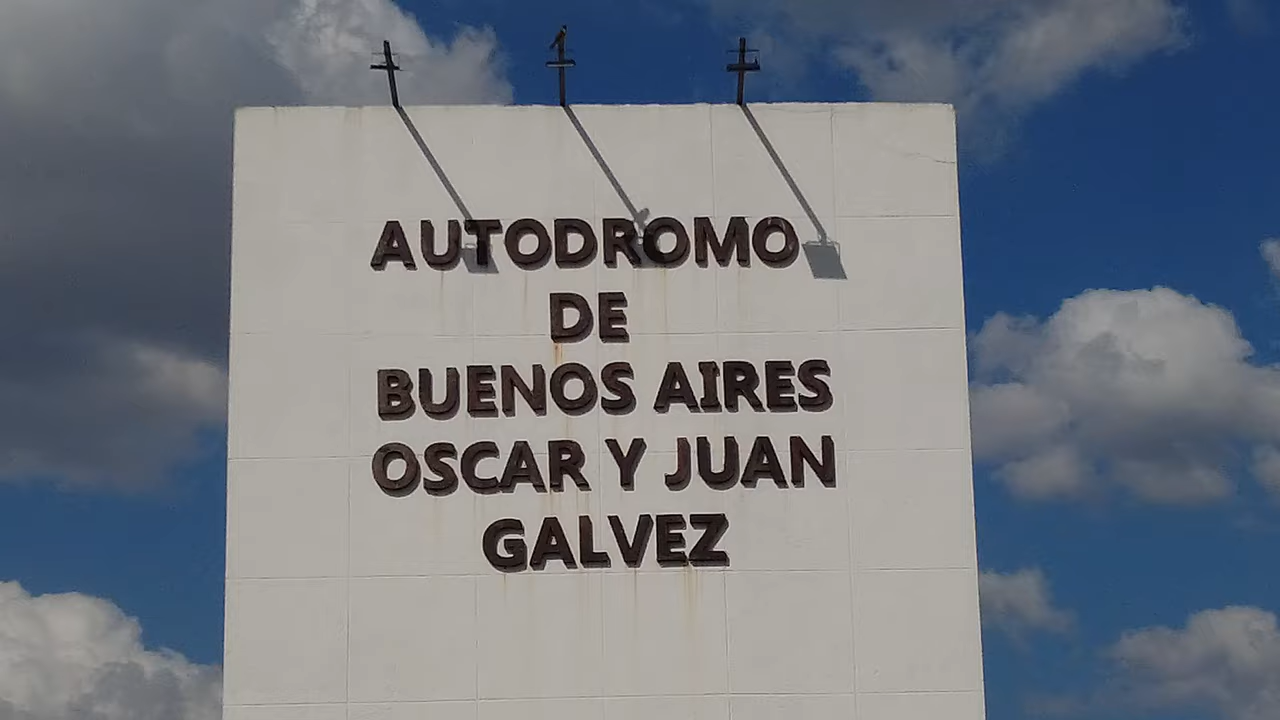 AUTODROMO
DE
BUENOS AIRES
OSCAR Y JUAN
GALVEZ